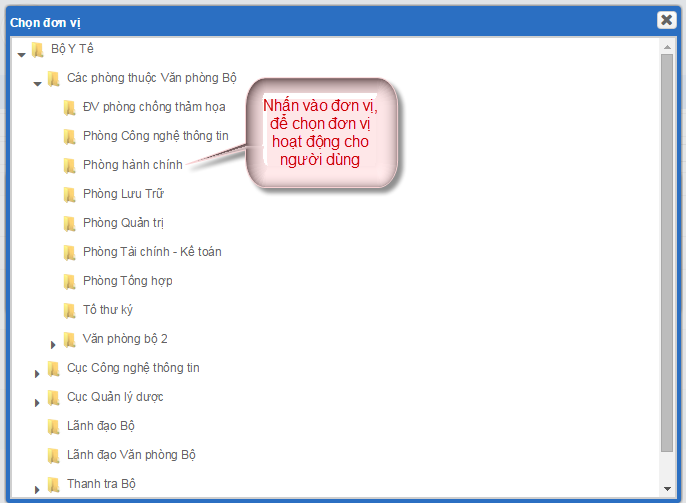 Chọn đơn vị
Bộ Y Tế
Các phòng thuộc Văn phòng Bộ
ĐV phòng chống thảm họa
Phòng Công nghệ thông tin
Phòng hành chính
Phòng Lưu Trữ
Phòng Quản trị
Phòng Tài chính - Kế toán
Phòng Tổng hợp
Tổ thư ký
Văn phòng bộ 2
Cục Công nghệ thông tin
Cục Quản lý dược
Lãnh đạo Bộ
Lãnh đạo Văn phòng Bộ
Thanh tra Bộ
Nhấn vào đơn vị,
để chọn đơn vị
hoạt động cho
người dùng